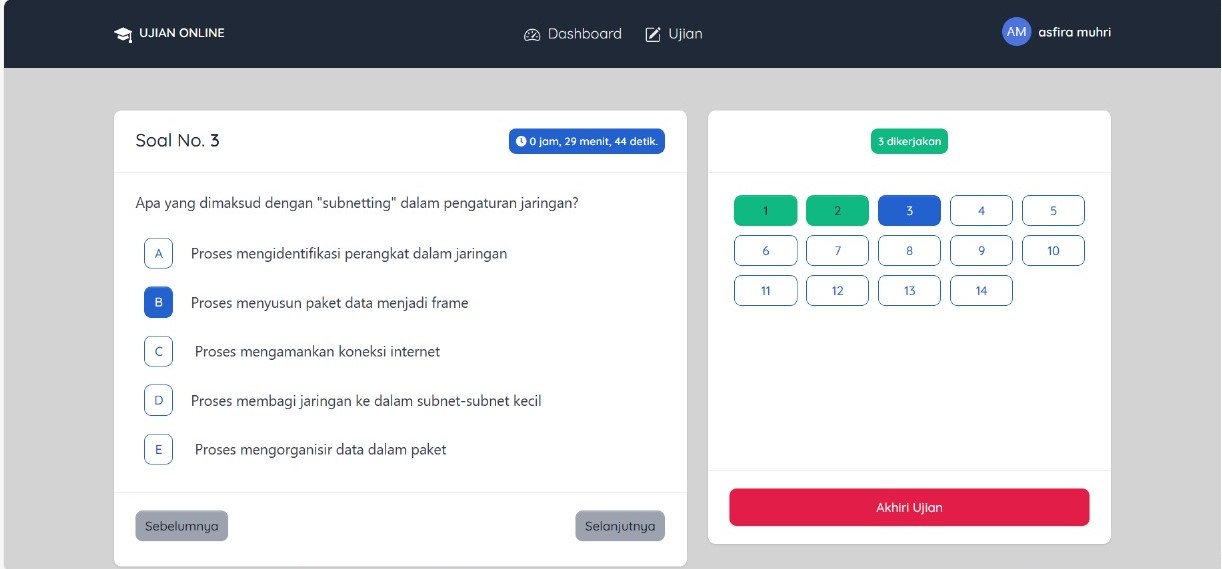 UJIAN ONLINE
Dashboard
Ujian
AM
asfira muhri
Soal No. 3
0 jam, 29 menit, 44 detik.
Apa yang dimaksud dengan "subnetting" dalam pengaturan jaringan?
A Proses mengidentifikasi perangkat dalam jaringan
B Proses menyusun paket data menjadi frame
C Proses mengamankan koneksi internet
D Proses membagi jaringan ke dalam subnet-subnet kecil
E Proses mengorganisir data dalam paket
Sebelumnya
Selanjutnya
3 dikerjakan
1 2 3 4 5
6 7 8 9 10
11 12 13 14
Akhiri Ujian